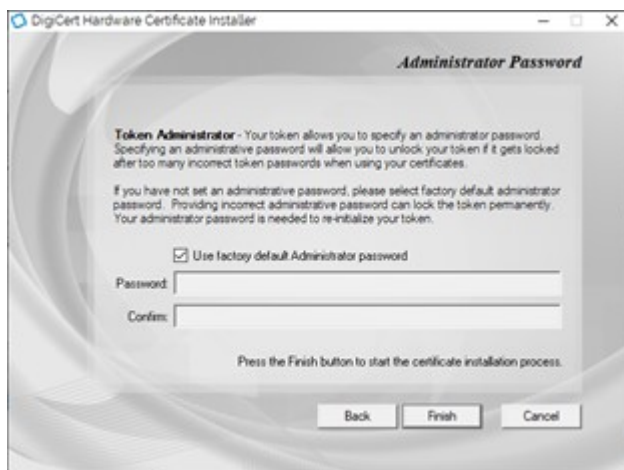 DigiCert Hardware Certificate Installer
Administrator Password
Token Administrator - Your token allows you to specify an administrator password.
Specifying an administrative password will allow you to unlock your token if it gets locked
after too many incorrect token passwords when using your certificates.
If you have not set an administrative password, please select factory default administrator
password. Providing incorrect administrative password can lock the token permanently.
Your administrator password is needed to re-initialize your token.
Use factory default Administrator password
Password:
Confirm:
Press the Finish button to start the certificate installation process.
Back Finish Cancel